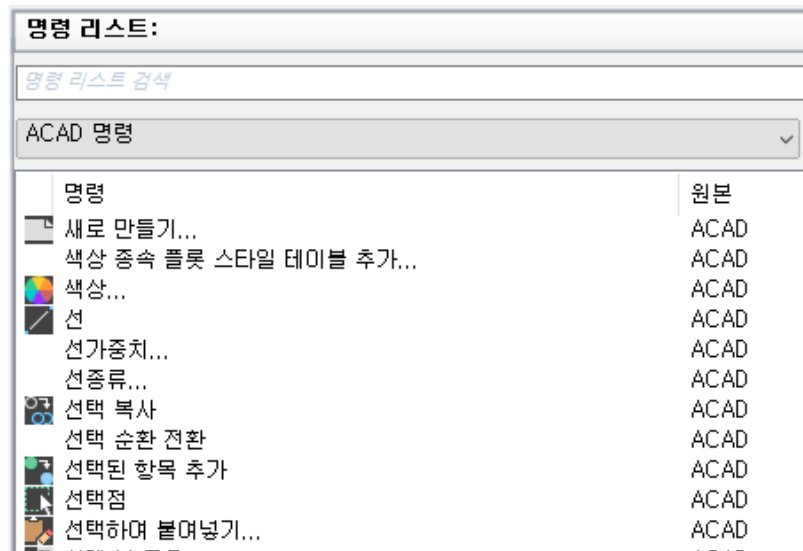 명령 리스트:
명령 리스트 검색
ACAD 명령
명령 원본
새로 만들기... ACAD
색상 종속 플롯 스타일 테이블 추가... ACAD
색상... ACAD
선 ACAD
선가중치... ACAD
선종류... ACAD
선택 복사 ACAD
선택 순환 전환 ACAD
선택된 항목 추가 ACAD
선택점 ACAD
선택하여 붙여넣기... ACAD